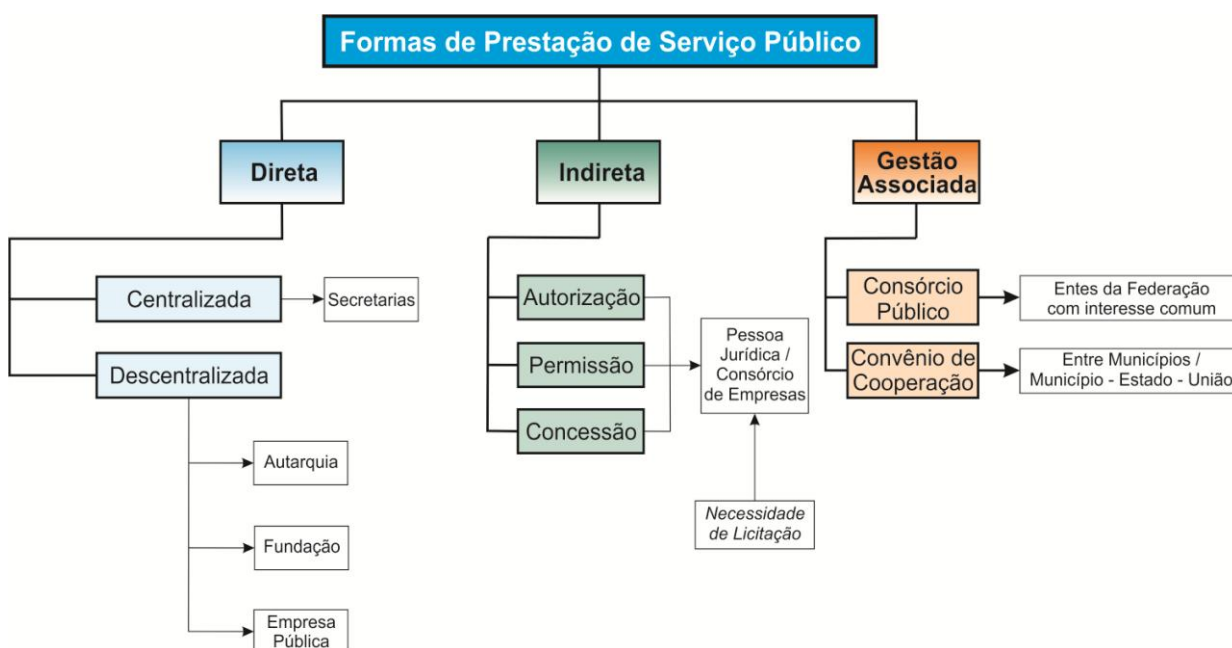 Formas de Prestação de Serviço Público
Direta
Indireta
Gestão
Associada
Centralizada
Secretarias
Descentralizada
Autarquia
Fundação
Empresa
Pública
Autorização
Permissão
Concessão
Pessoa
Jurídica /
Consórcio
de Empresas
Necessidade
de Licitação
Consórcio
Público
Entes da Federação
com interesse comum
Convênio de
Cooperação
Entre Municípios /
Município - Estado - União